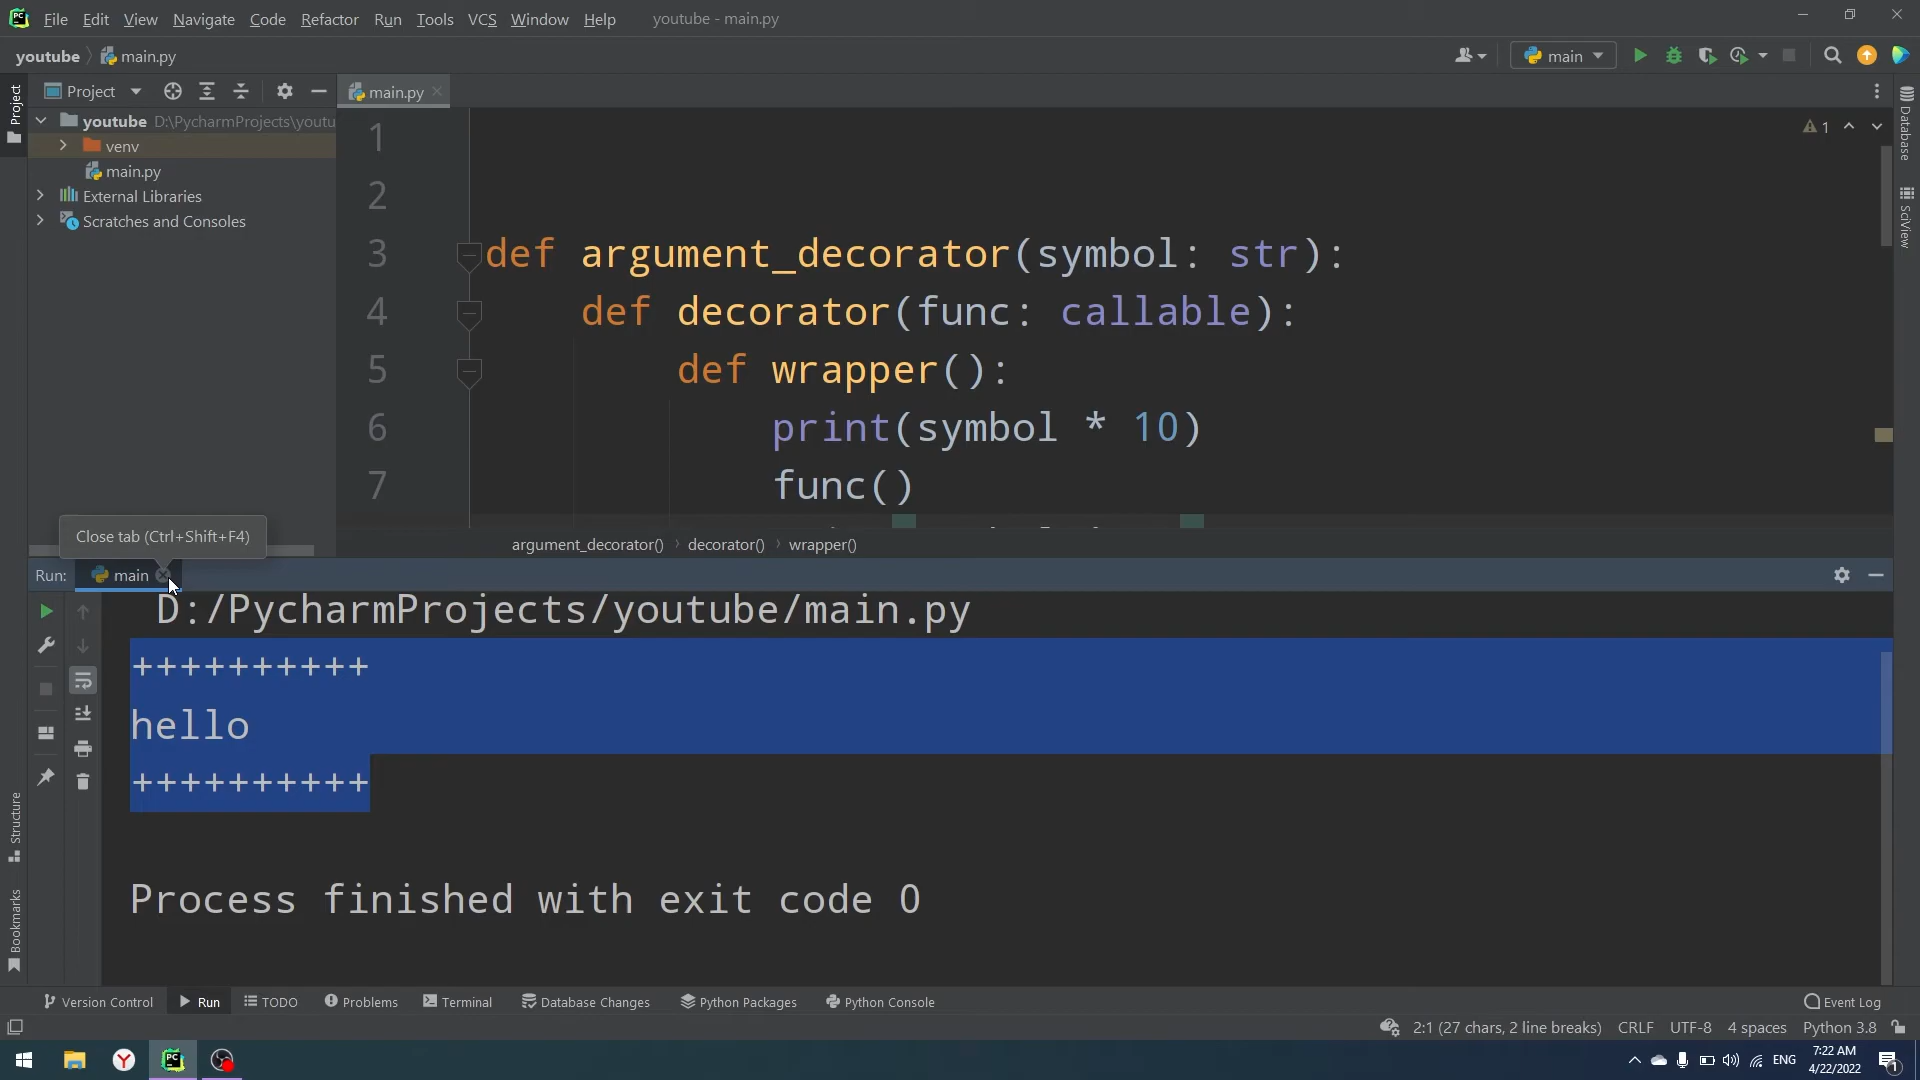 File Edit View Navigate Code Refactor Run Tools VCS Window Help youtube - main.py
youtube main.py
main
Project
main.py
1
Project
youtube D:\PycharmProjects\youtu
venv
main.py
External Libraries
Scratches and Consoles
Database
SciView
1
2
3 def argument_decorator(symbol: str):
4 def decorator(func: callable):
5 def wrapper():
6 print(symbol * 10)
7 func()
Close tab (Ctrl+Shift+F4)
argument_decorator() decorator() wrapper()
Run: main
D:/PycharmProjects/youtube/main.py
++++++++++
hello
++++++++++
Process finished with exit code 0
Structure
Bookmarks
Version Control Run TODO Problems Terminal Database Changes Python Packages Python Console Event Log
2:1 (27 chars, 2 line breaks) CRLF UTF-8 4 spaces Python 3.8
PC
ENG
7:22 AM
4/22/2022
1